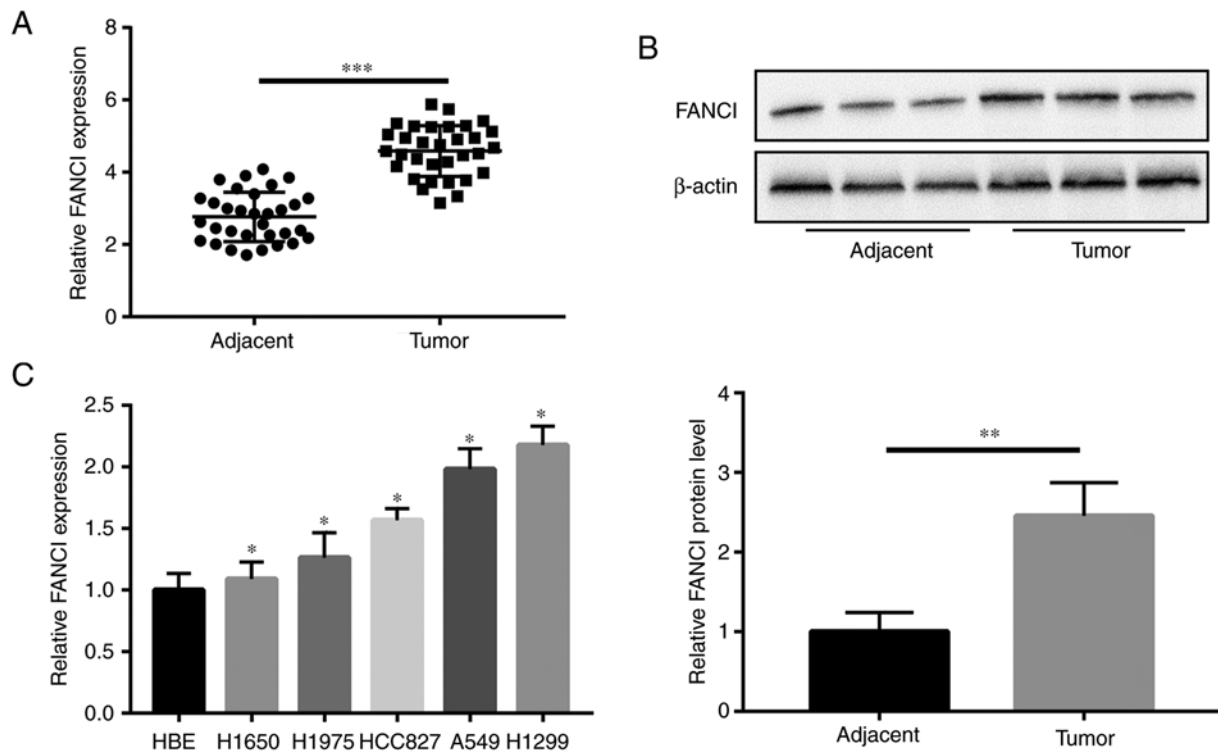 A
Relative FANCI expression
8
6
4
2
0
***
Adjacent Tumor
B
FANCI
β-actin
Adjacent Tumor
Relative FANCI protein level
4
3
2
1
0
**
Adjacent Tumor
C
Relative FANCI expression
2.5
2.0
1.5
1.0
0.5
0.0
* * * * *
HBE H1650 H1975 HCC827 A549 H1299